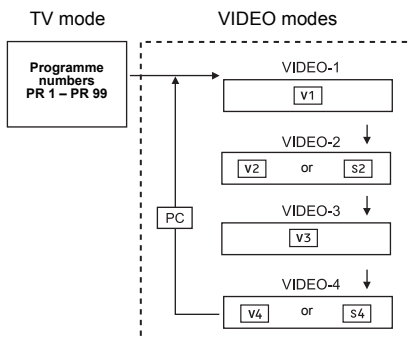 TV mode
VIDEO modes
Programme
numbers
PR 1 – PR 99
VIDEO-1
V1
VIDEO-2
V2 or S2
VIDEO-3
V3
PC
VIDEO-4
V4 or S4